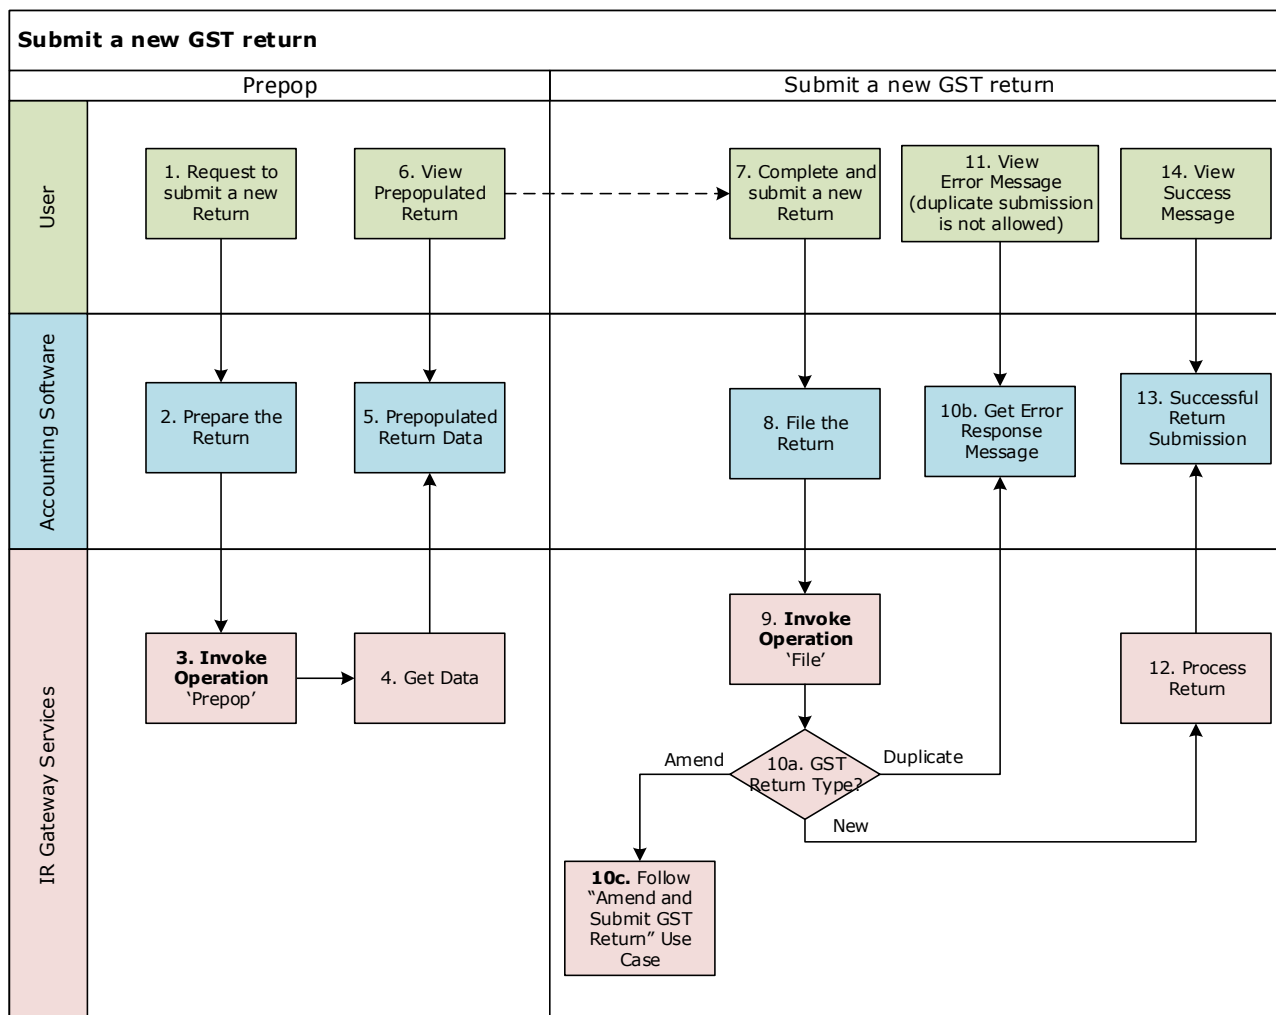 Submit a new GST return
Prepop
Submit a new GST return
User
1. Request to
submit a new
Return
6. View
Prepopulated
Return
7. Complete and
submit a new
Return
11. View
Error Message
(duplicate submission
is not allowed)
14. View
Success
Message
Accounting Software
2. Prepare the
Return
5. Prepopulated
Return Data
8. File the
Return
10b. Get Error
Response
Message
13. Successful
Return
Submission
IR Gateway Services
3. Invoke
Operation
‘Prepop’
4. Get Data
9. Invoke
Operation
‘File’
12. Process
Return
Amend
10a. GST
Return Type?
Duplicate
New
10c. Follow
“Amend and
Submit GST
Return” Use
Case